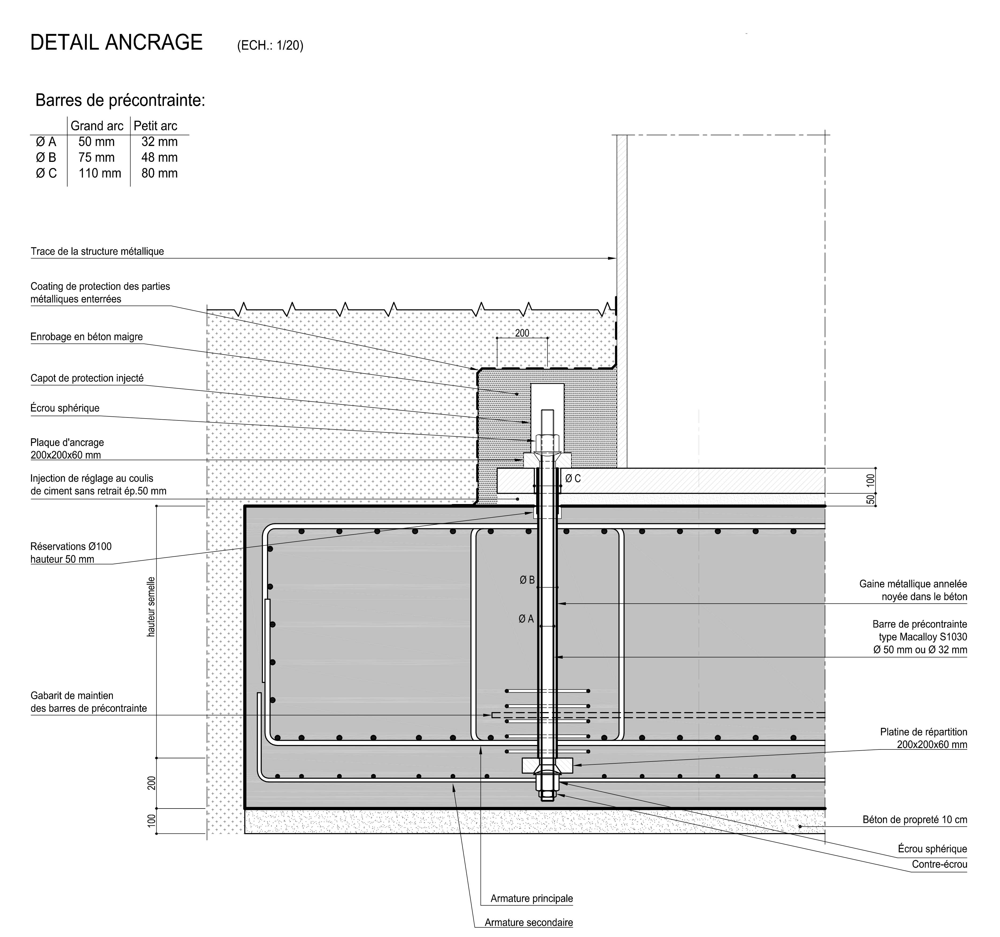 DETAIL ANCRAGE (ECH.: 1/20)
Barres de précontrainte:
Grand arc Petit arc
Ø A 50 mm 32 mm
Ø B 75 mm 48 mm
Ø C 110 mm 80 mm
Trace de la structure métallique
Coating de protection des parties
métalliques enterrées
Enrobage en béton maigre
Capot de protection injecté
Écrou sphérique
Plaque d'ancrage
200x200x60 mm
Injection de réglage au coulis
de ciment sans retrait ép.50 mm
Réservations Ø100
hauteur 50 mm
hauteur semelle
Gabarit de maintien
des barres de précontrainte
200
100
200
Ø C
100
50
Ø B
Ø A
Gaine métallique annelée
noyée dans le béton
Barre de précontrainte
type Macalloy S1030
Ø 50 mm ou Ø 32 mm
Platine de répartition
200x200x60 mm
Béton de propreté 10 cm
Écrou sphérique
Contre-écrou
Armature principale
Armature secondaire